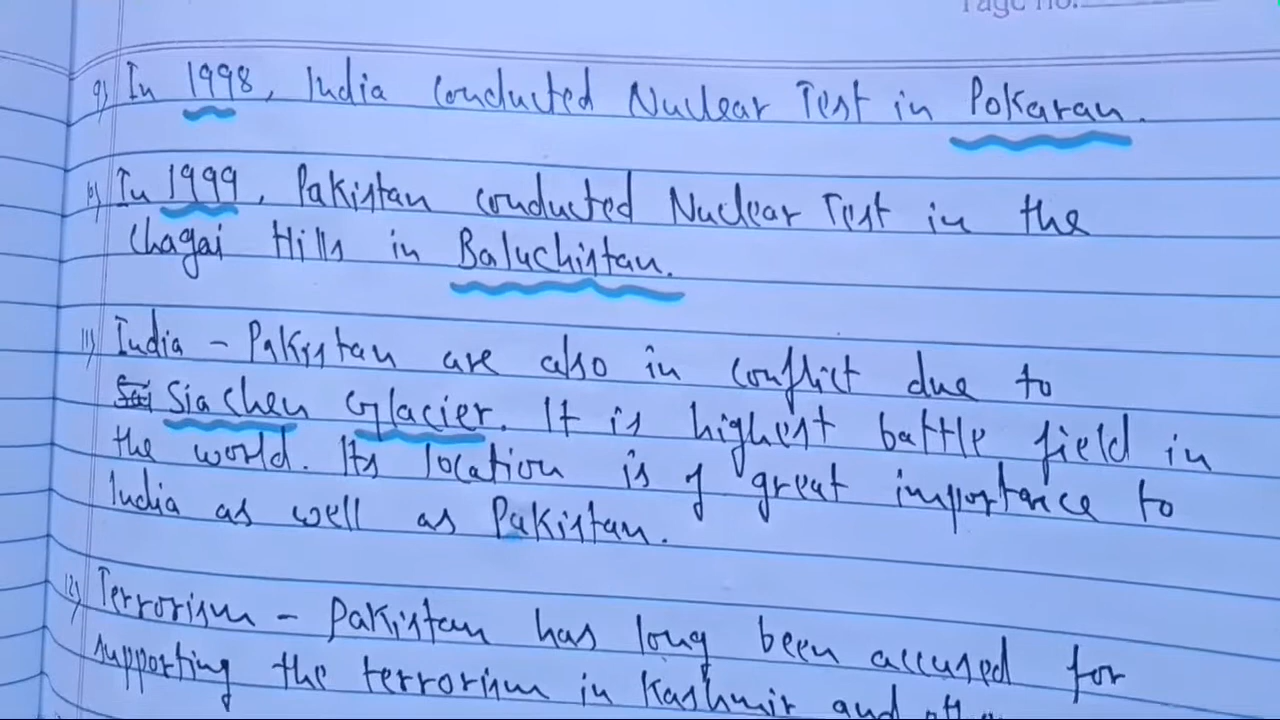 Page No.
9) In 1998, India conducted Nuclear Test in Pokaran.
10) In 1999, Pakistan conducted Nuclear Test in the
Chagai Hills in Baluchistan.
11) India - Pakistan are also in conflict due to
Siachen Glacier. It is highest battle field in
the world. Its location is of great importance to
India as well as Pakistan.
12) Terrorism - Pakistan has long been accused for
supporting the terrorism in Kashmir and